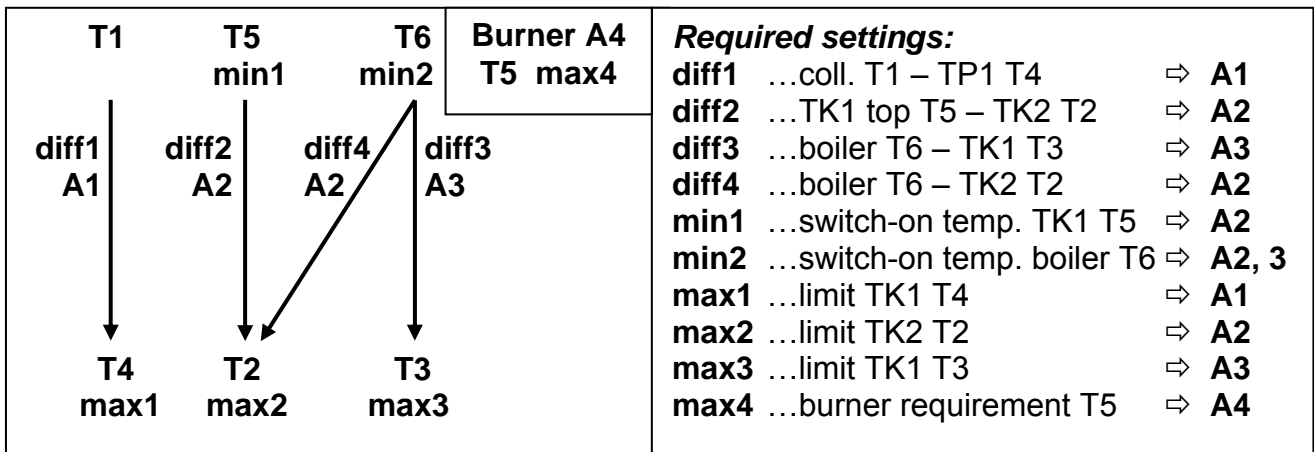 T1 T5 T6
min1 min2
Burner A4
T5 max4
diff1 diff2 diff4 diff3
A1 A2 A2 A3
T4 T2 T3
max1 max2 max3
Required settings:
diff1 …coll. T1 – TP1 T4 ⇨ A1
diff2 …TK1 top T5 – TK2 T2 ⇨ A2
diff3 …boiler T6 – TK1 T3 ⇨ A3
diff4 …boiler T6 – TK2 T2 ⇨ A2
min1 …switch-on temp. TK1 T5 ⇨ A2
min2 …switch-on temp. boiler T6 ⇨ A2, 3
max1 …limit TK1 T4 ⇨ A1
max2 …limit TK2 T2 ⇨ A2
max3 …limit TK1 T3 ⇨ A3
max4 …burner requirement T5 ⇨ A4